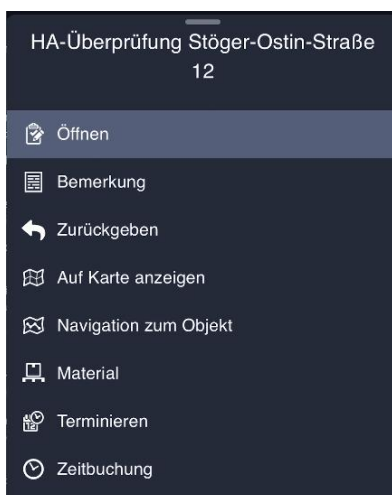 HA-Überprüfung Stöger-Ostin-Straße
12
Öffnen
Bemerkung
Zurückgeben
Auf Karte anzeigen
Navigation zum Objekt
Material
Terminieren
Zeitbuchung